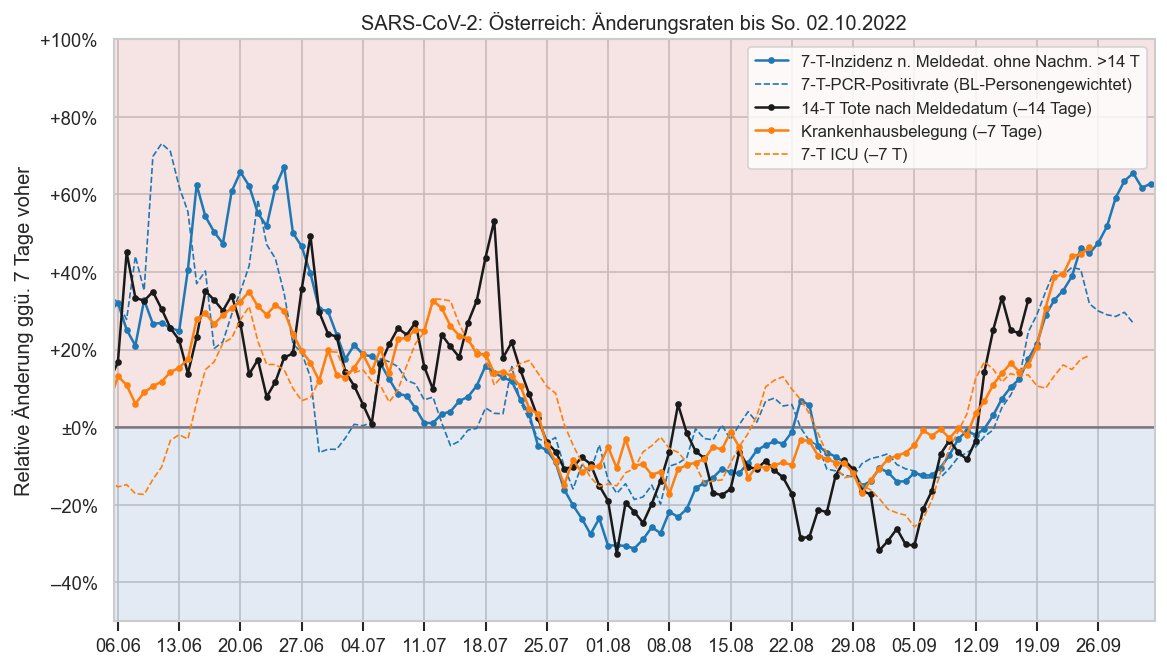 SARS-CoV-2: Österreich: Änderungsraten bis So. 02.10.2022
7-T-Inzidenz n. Meldedat. ohne Nachm. >14 T
7-T-PCR-Positivrate (BL-Personengewichtet)
14-T Tote nach Meldedatum (–14 Tage)
Krankenhausbelegung (–7 Tage)
7-T ICU (–7 T)
Relative Änderung ggü. 7 Tage voher
+100%
+80%
+60%
+40%
+20%
±0%
–20%
–40%
06.06 13.06 20.06 27.06 04.07 11.07 18.07 25.07 01.08 08.08 15.08 22.08 29.08 05.09 12.09 19.09 26.09